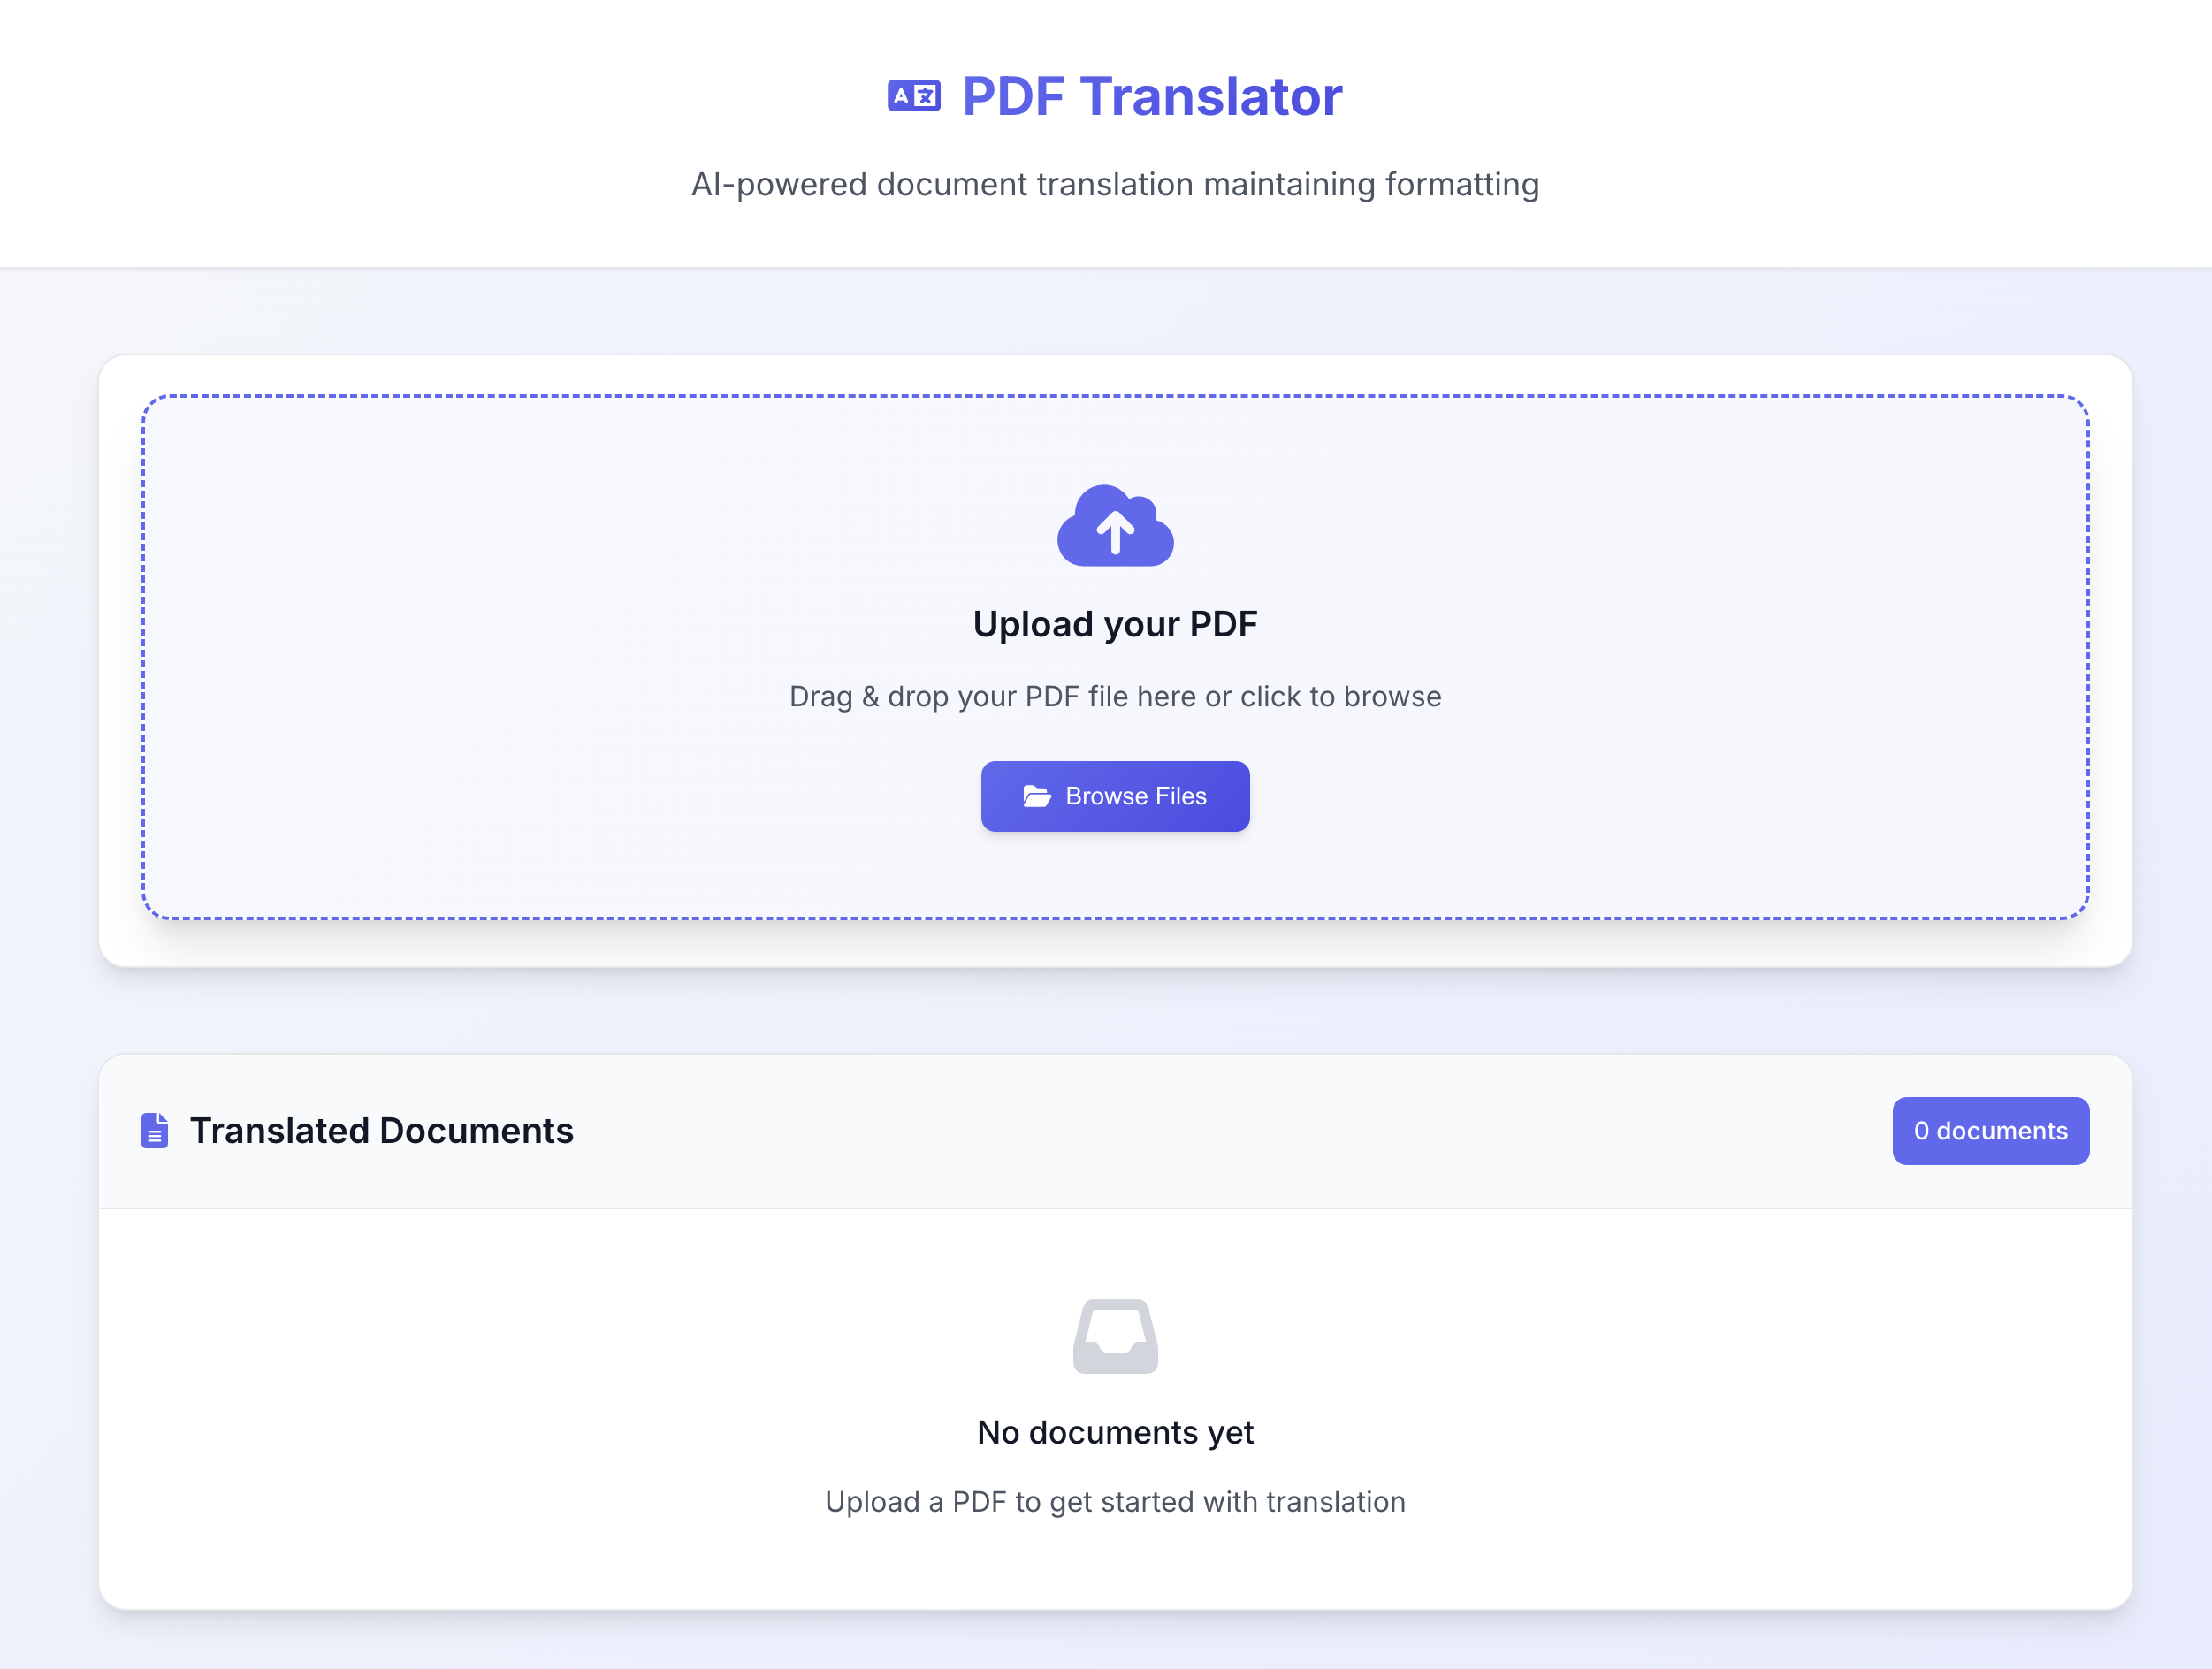 A 文
PDF Translator
AI-powered document translation maintaining formatting
Upload your PDF
Drag & drop your PDF file here or click to browse
Browse Files
Translated Documents
0 documents
No documents yet
Upload a PDF to get started with translation